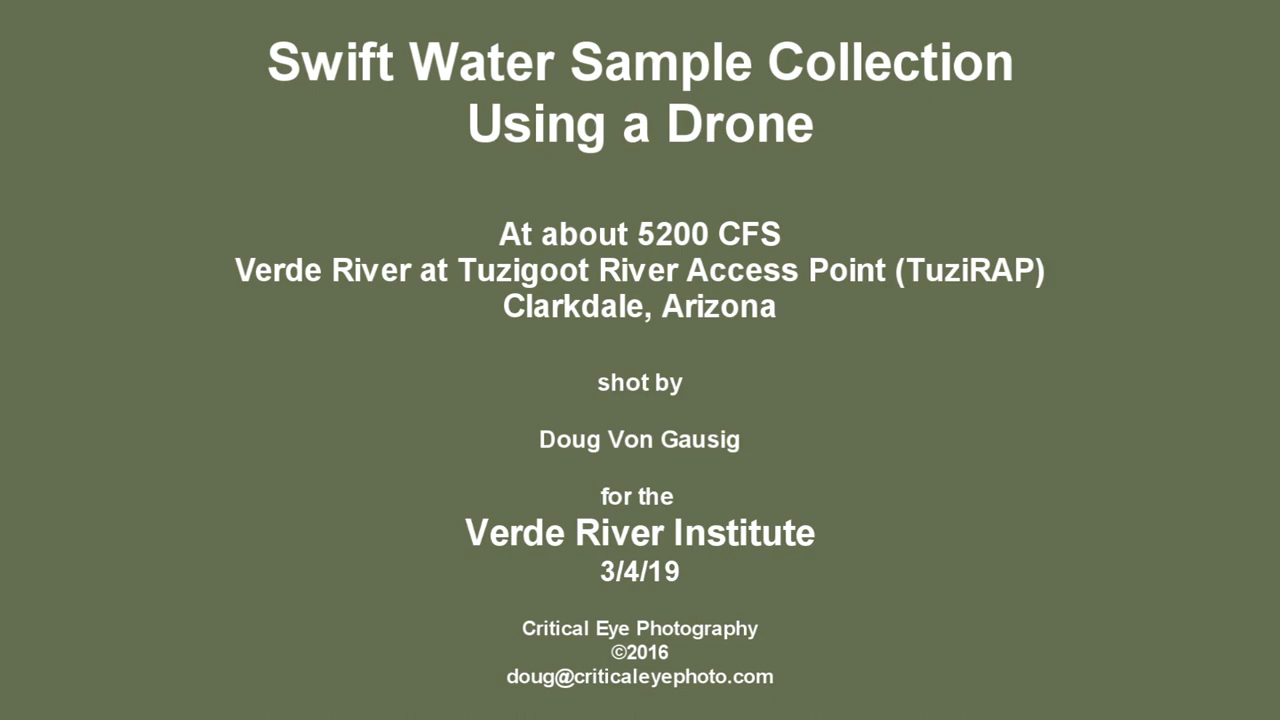 Swift Water Sample Collection
Using a Drone
At about 5200 CFS
Verde River at Tuzigoot River Access Point (TuziRAP)
Clarkdale, Arizona
shot by
Doug Von Gausig
for the
Verde River Institute
3/4/19
Critical Eye Photography
©2016
doug@criticaleyephoto.com